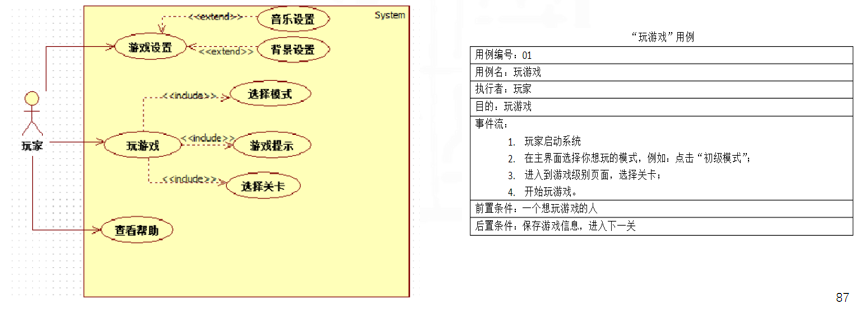 System
<<extend>>
音乐设置
游戏设置
<<extend>>
背景设置
<<include>>
选择模式
玩家
玩游戏
<<include>>
游戏提示
<<include>>
选择关卡
查看帮助
“玩游戏”用例
用例编号：01
用例名：玩游戏
执行者：玩家
目的：玩游戏
事件流：
1. 玩家启动系统
2. 在主界面选择你想玩的模式，例如：点击“初级模式”；
3. 进入到游戏级别页面，选择关卡；
4. 开始玩游戏。
前置条件：一个想玩游戏的人
后置条件：保存游戏信息，进入下一关
87